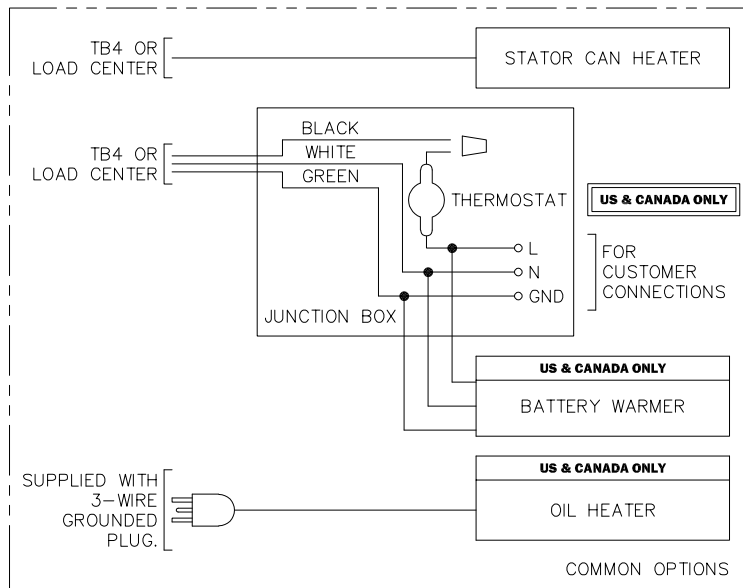 TB4 OR
LOAD CENTER
STATOR CAN HEATER
TB4 OR
LOAD CENTER
BLACK
WHITE
GREEN
THERMOSTAT
US & CANADA ONLY
L
N
GND
FOR
CUSTOMER
CONNECTIONS
JUNCTION BOX
US & CANADA ONLY
BATTERY WARMER
SUPPLIED WITH
3-WIRE
GROUNDED
PLUG.
US & CANADA ONLY
OIL HEATER
COMMON OPTIONS